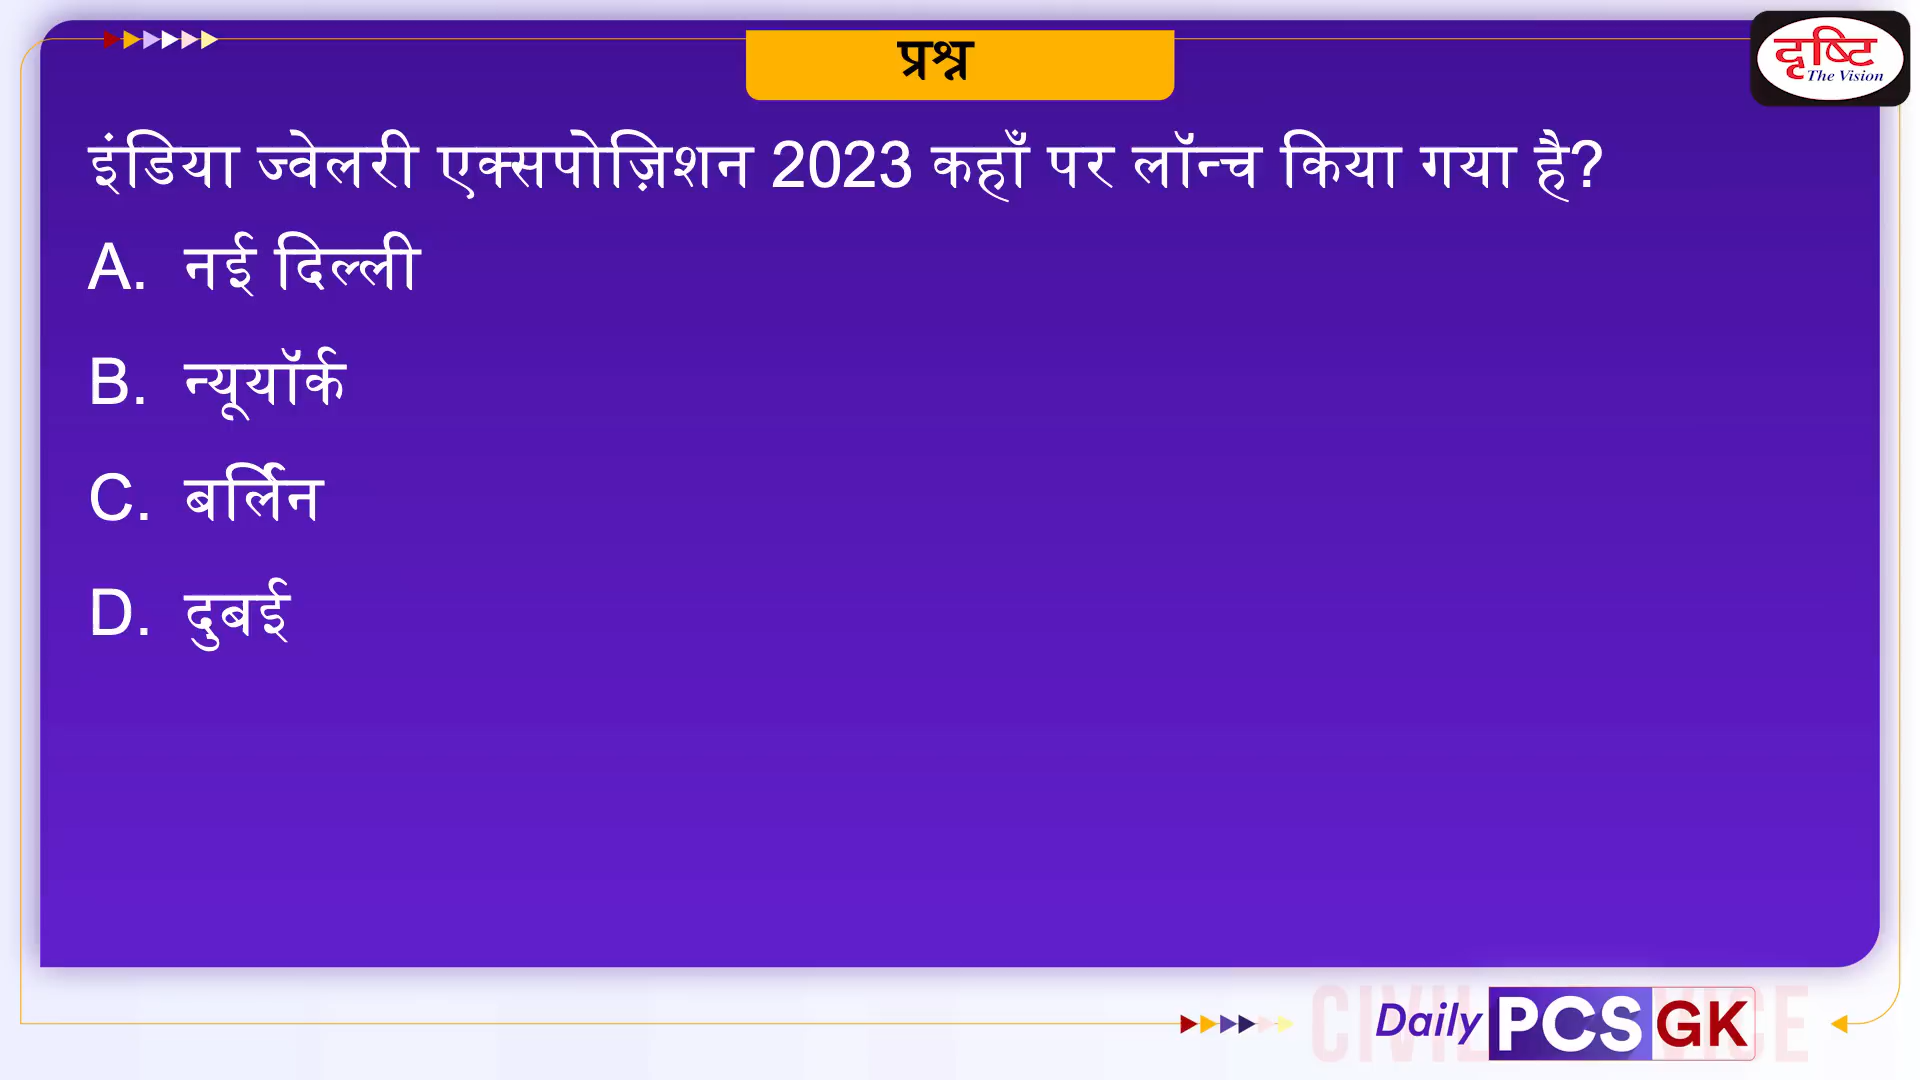 प्रश्न
दृष्टि
The Vision
इंडिया ज्वेलरी एक्सपोज़िशन 2023 कहाँ पर लॉन्च किया गया है?
A. नई दिल्ली
B. न्यूयॉर्क
C. बर्लिन
D. दुबई
Daily PCS GK